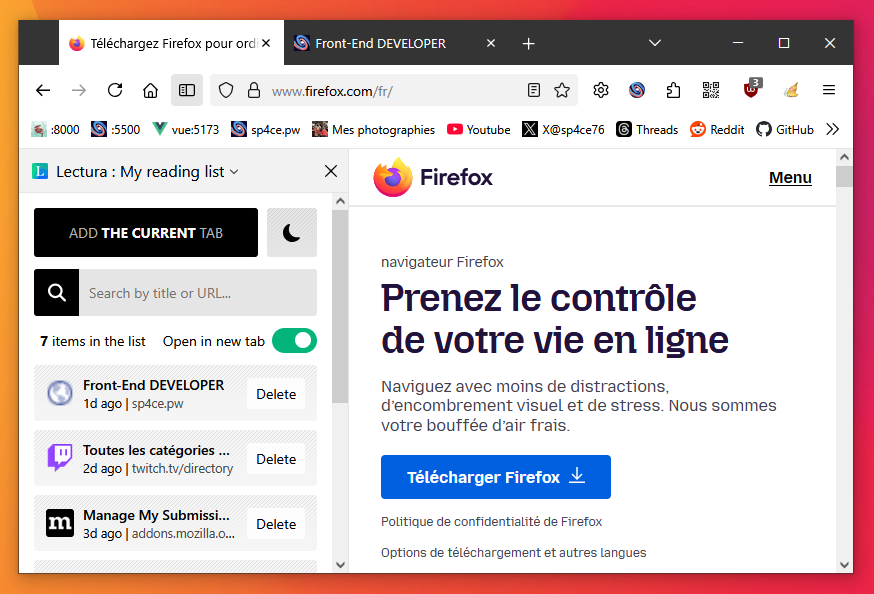 Téléchargez Firefox pour ordi
Front-End DEVELOPER
www.firefox.com/fr/
3
:8000
:5500
vue:5173
sp4ce.pw
Mes photographies
Youtube
X@sp4ce76
Threads
Reddit
GitHub
L
Lectura : My reading list
ADD THE CURRENT TAB
Search by title or URL...
7 items in the list
Open in new tab
Front-End DEVELOPER
1d ago | sp4ce.pw
Delete
Toutes les catégories ...
2d ago | twitch.tv/directory
Delete
m
Manage My Submissi...
3d ago | addons.mozilla.o...
Delete
Firefox
Menu
navigateur Firefox
Prenez le contrôle
de votre vie en ligne
Naviguez avec moins de distractions,
d'encombrement visuel et de stress. Nous sommes
votre bouffée d'air frais.
Télécharger Firefox
Politique de confidentialité de Firefox
Options de téléchargement et autres langues